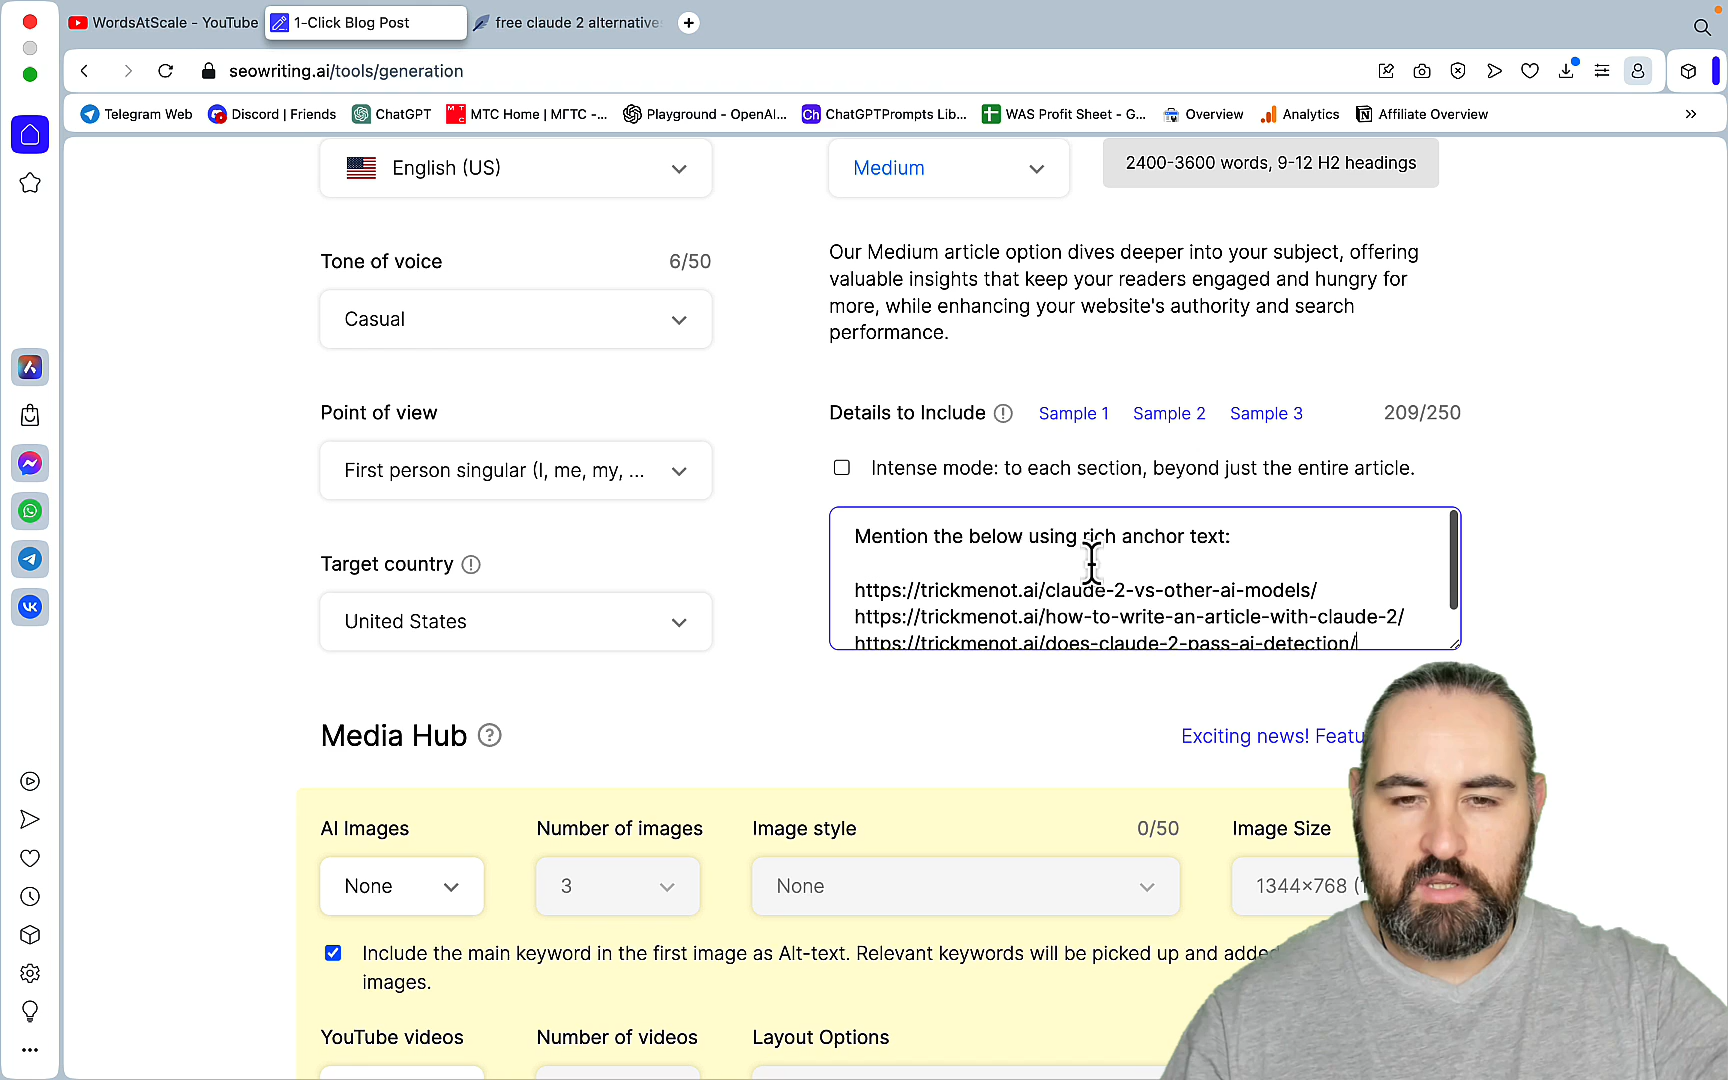 WordsAtScale - YouTube
1-Click Blog Post
free claude 2 alternative
seowriting.ai/tools/generation
Telegram Web
Discord | Friends
ChatGPT
МТС Home | МГТС -...
Playground - OpenAI...
Ch
ChatGPTPrompts Lib...
WAS Profit Sheet - G...
Overview
Analytics
Affiliate Overview
English (US)
Medium
2400-3600 words, 9-12 H2 headings
Tone of voice
6/50
Casual
Our Medium article option dives deeper into your subject, offering
valuable insights that keep your readers engaged and hungry for
more, while enhancing your website's authority and search
performance.
Point of view
First person singular (I, me, my, ...
Details to Include
Sample 1
Sample 2
Sample 3
209/250
Intense mode: to each section, beyond just the entire article.
Mention the below using rich anchor text:
https://trickmenot.ai/claude-2-vs-other-ai-models/
https://trickmenot.ai/how-to-write-an-article-with-claude-2/
https://trickmenot.ai/does-claude-2-pass-ai-detection/
Target country
United States
Media Hub
Exciting news! Featu
AI Images
Number of images
Image style
0/50
Image Size
None
3
None
1344×768 (1
Include the main keyword in the first image as Alt-text. Relevant keywords will be picked up and adde
images.
YouTube videos
Number of videos
Layout Options